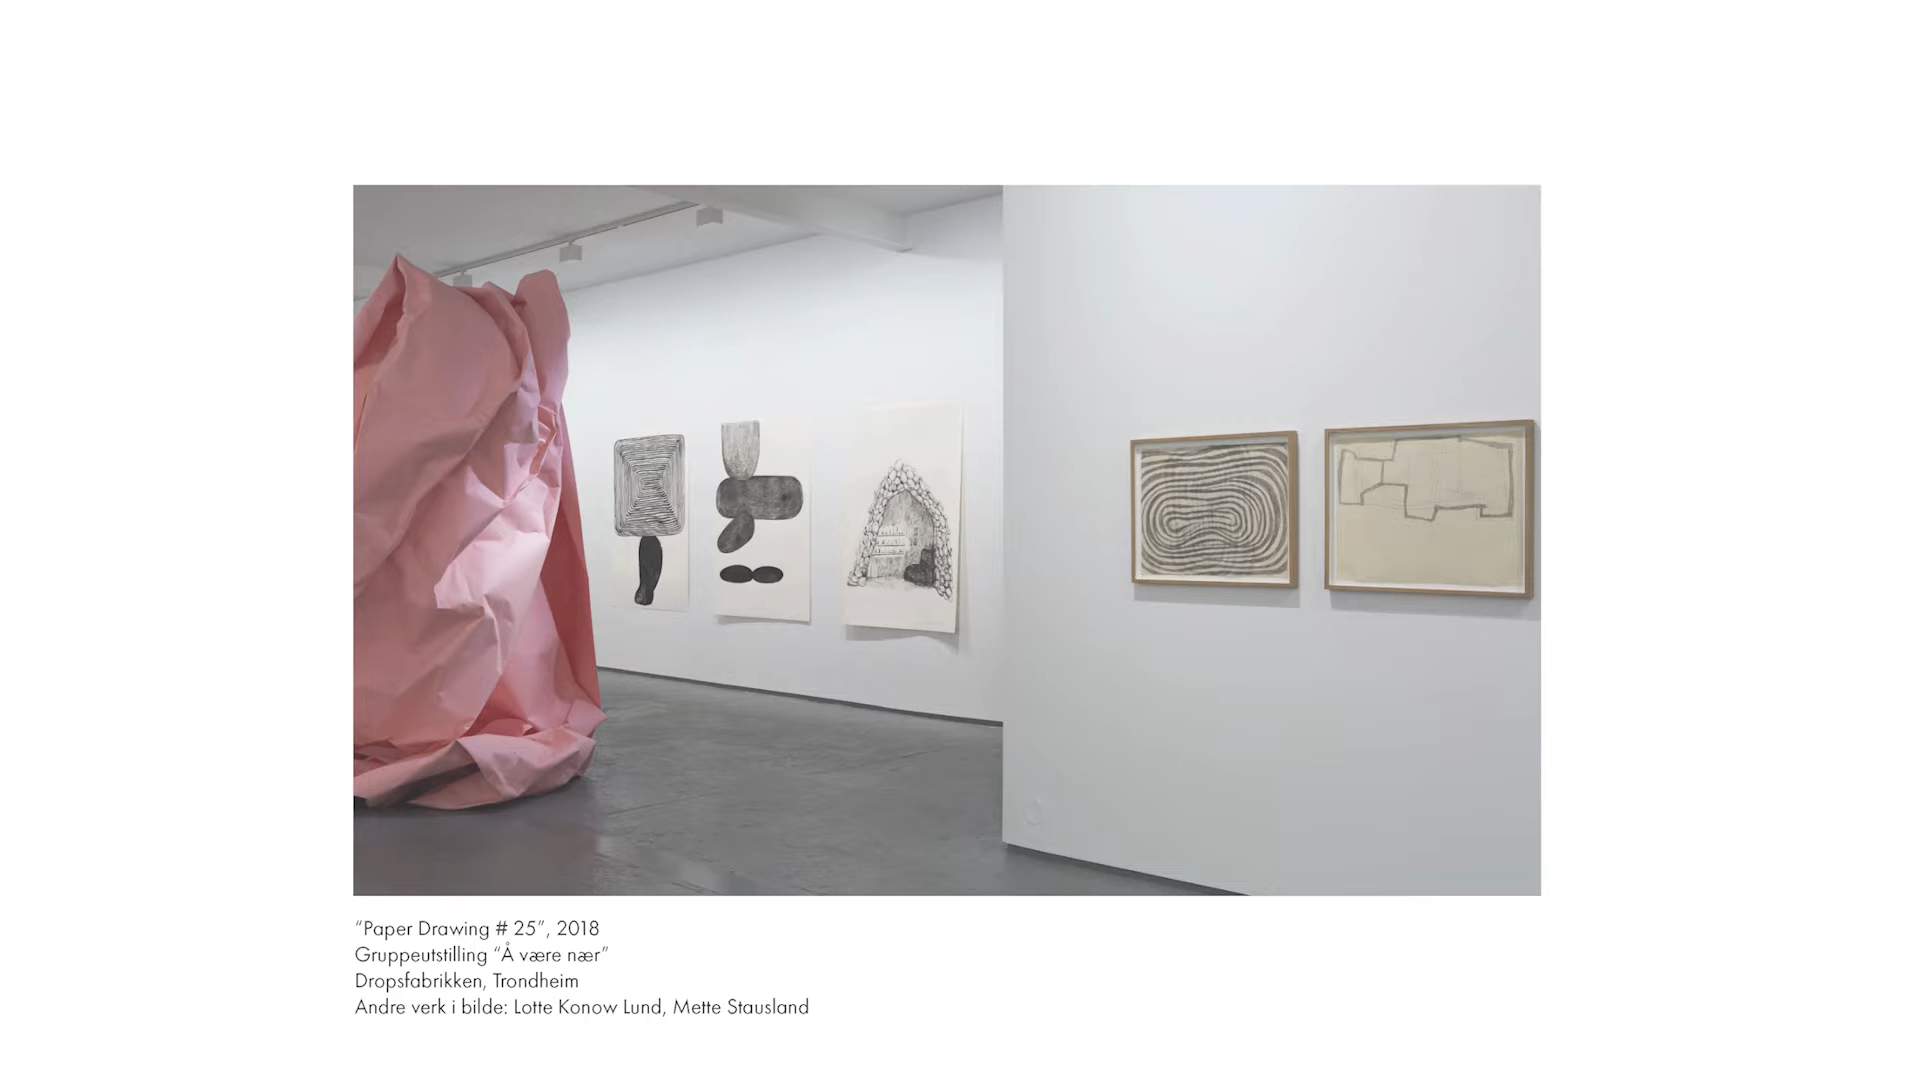 “Paper Drawing # 25”, 2018
Gruppeutstilling “Å være nær”
Dropsfabrikken, Trondheim
Andre verk i bilde: Lotte Konow Lund, Mette Stausland